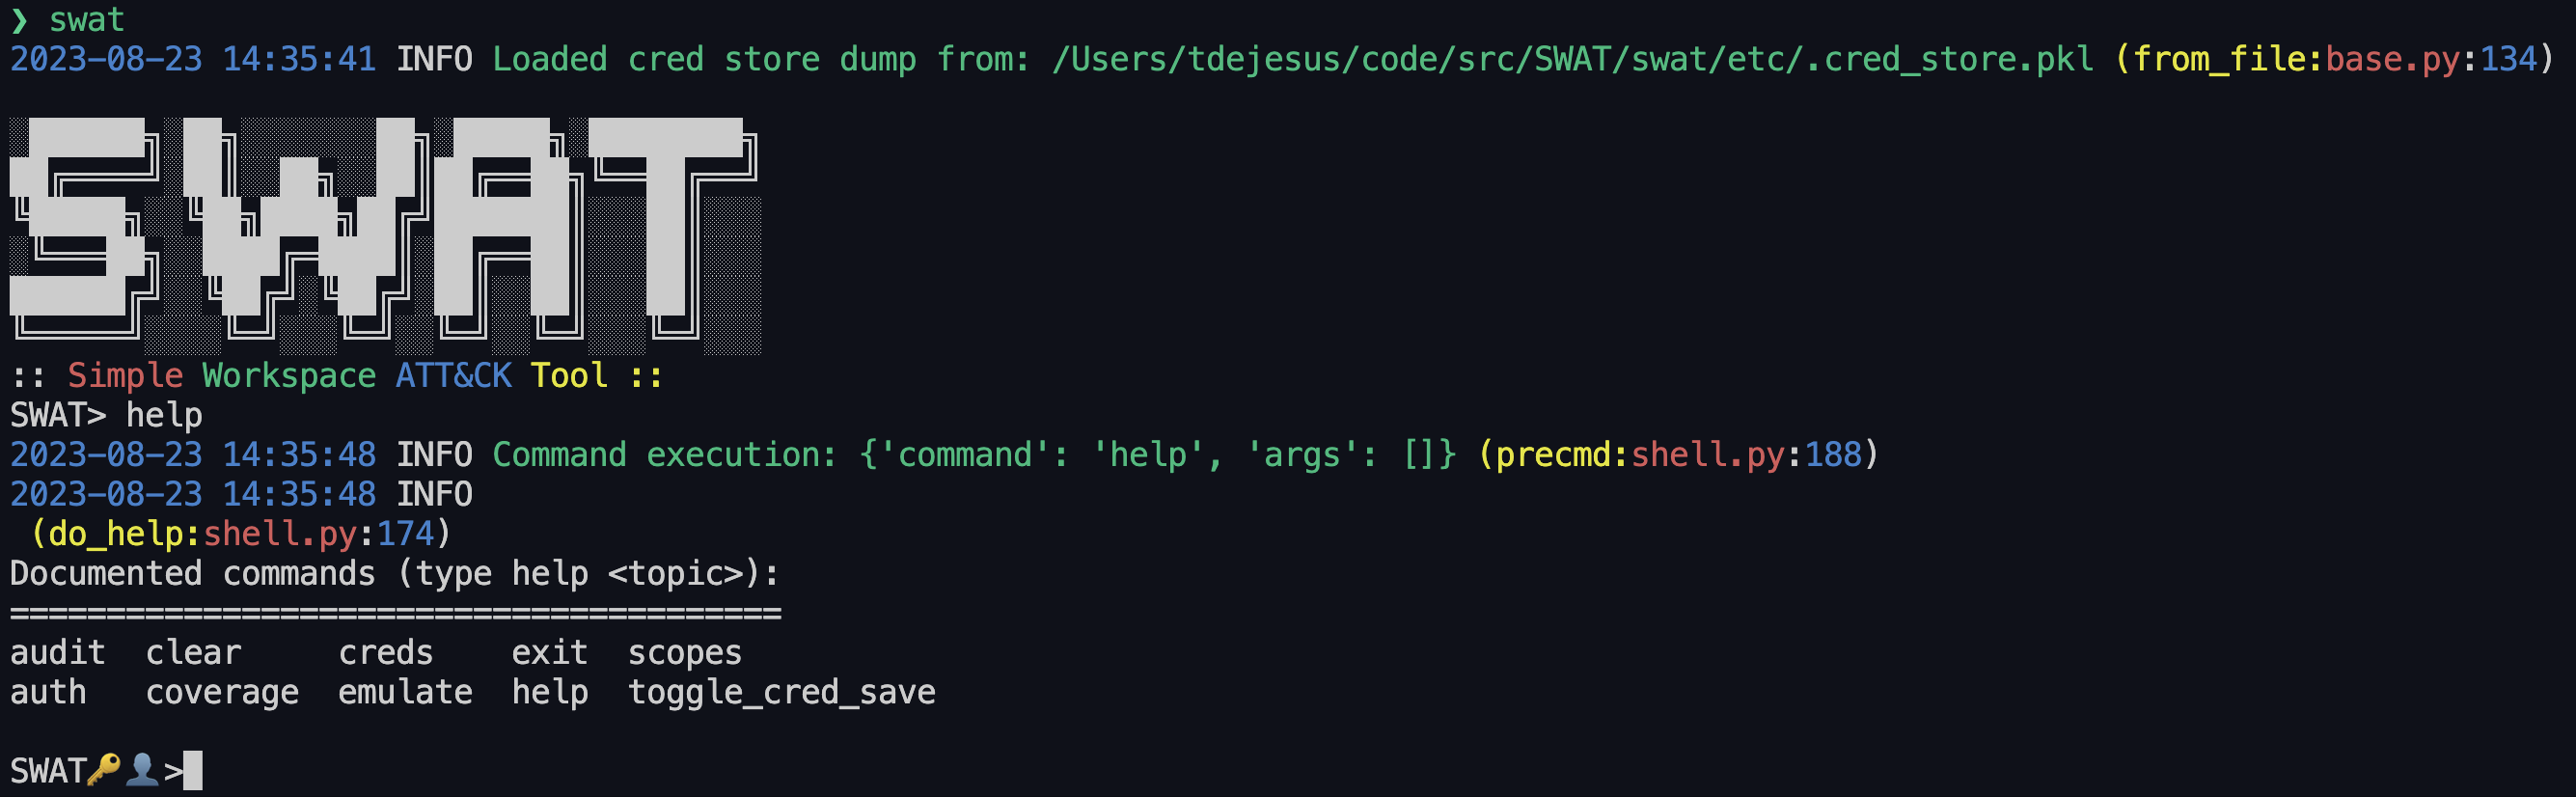 ❯ swat
2023-08-23 14:35:41 INFO Loaded cred store dump from: /Users/tdejesus/code/src/SWAT/swat/etc/.cred_store.pkl (from_file:base.py:134)
SWAT
:: Simple Workspace ATT&CK Tool ::
SWAT> help
2023-08-23 14:35:48 INFO Command execution: {'command': 'help', 'args': []} (precmd:shell.py:188)
2023-08-23 14:35:48 INFO
(do_help:shell.py:174)
Documented commands (type help <topic>):
========================================
audit  clear     creds    exit  scopes
auth   coverage  emulate  help  toggle_cred_save
SWAT🔑👤>